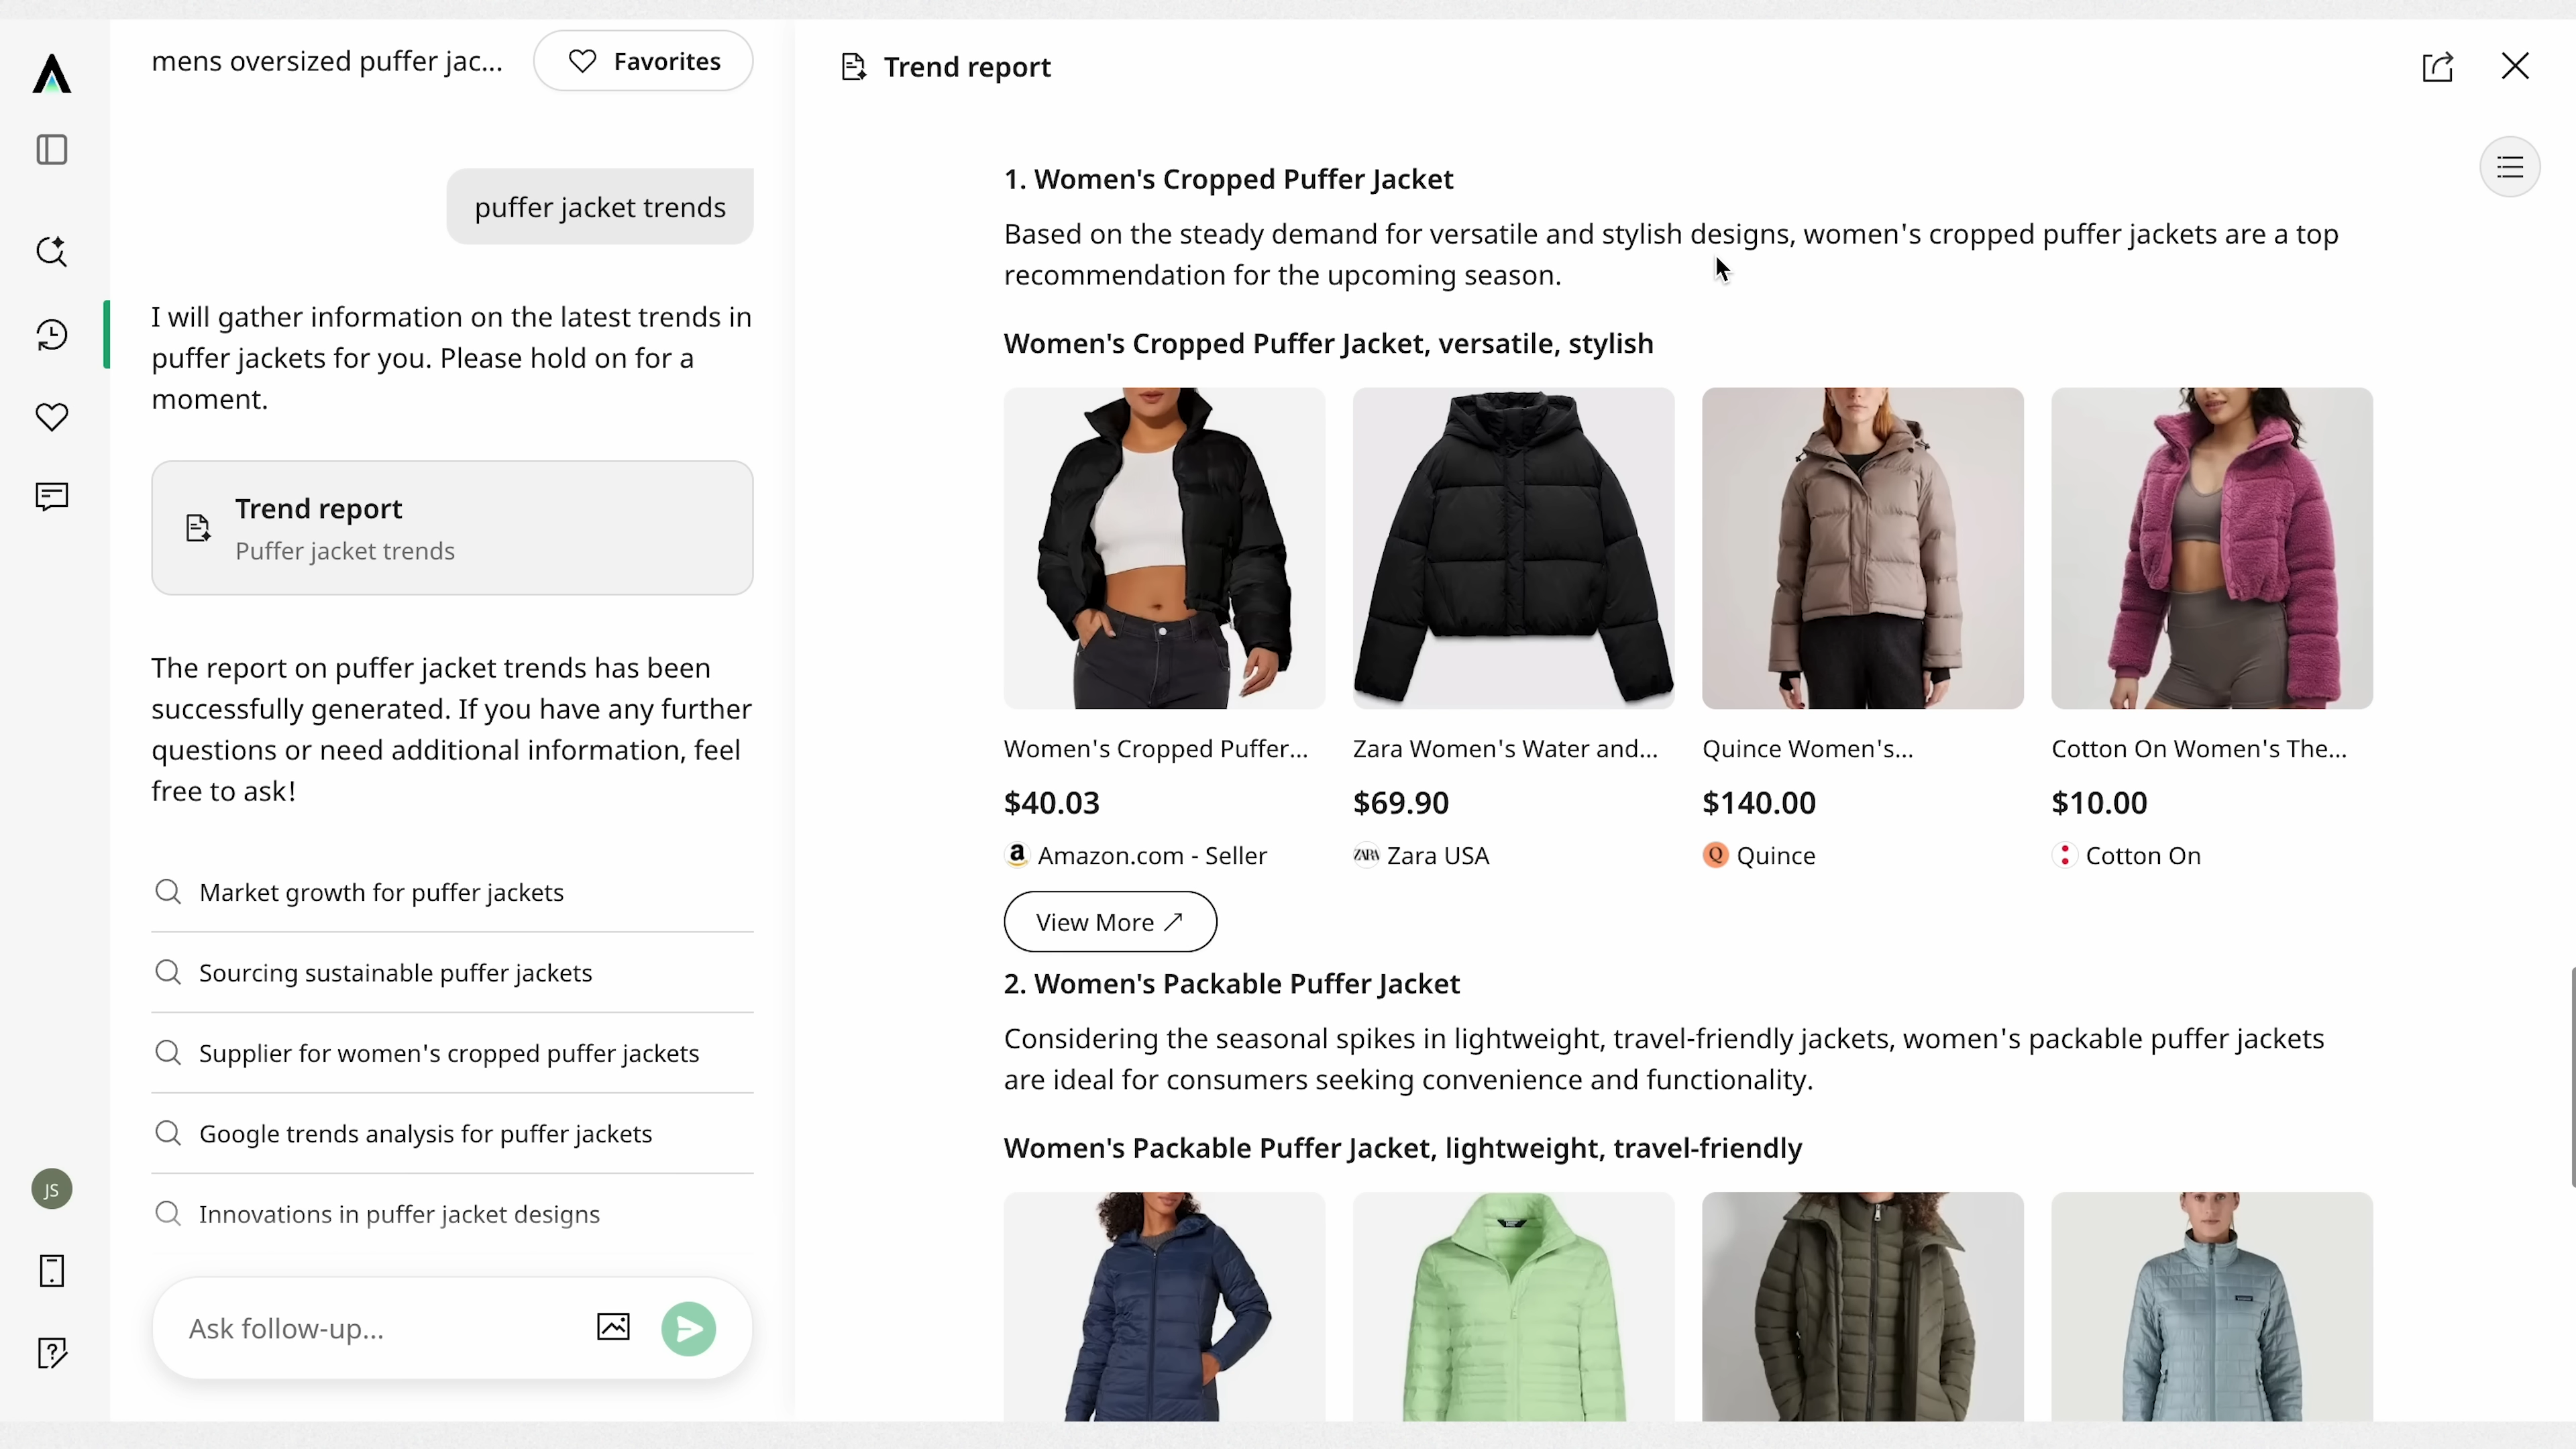 mens oversized puffer jac...
Favorites
puffer jacket trends
I will gather information on the latest trends in
puffer jackets for you. Please hold on for a
moment.
Trend report
Puffer jacket trends
The report on puffer jacket trends has been
successfully generated. If you have any further
questions or need additional information, feel
free to ask!
Market growth for puffer jackets
Sourcing sustainable puffer jackets
Supplier for women's cropped puffer jackets
Google trends analysis for puffer jackets
Innovations in puffer jacket designs
Ask follow-up...
JS
Trend report
1. Women's Cropped Puffer Jacket
Based on the steady demand for versatile and stylish designs, women's cropped puffer jackets are a top
recommendation for the upcoming season.
Women's Cropped Puffer Jacket, versatile, stylish
Women's Cropped Puffer...
$40.03
a Amazon.com - Seller
Zara Women's Water and...
$69.90
ZARA Zara USA
Quince Women's...
$140.00
Q Quince
Cotton On Women's The...
$10.00
Cotton On
View More
2. Women's Packable Puffer Jacket
Considering the seasonal spikes in lightweight, travel-friendly jackets, women's packable puffer jackets
are ideal for consumers seeking convenience and functionality.
Women's Packable Puffer Jacket, lightweight, travel-friendly